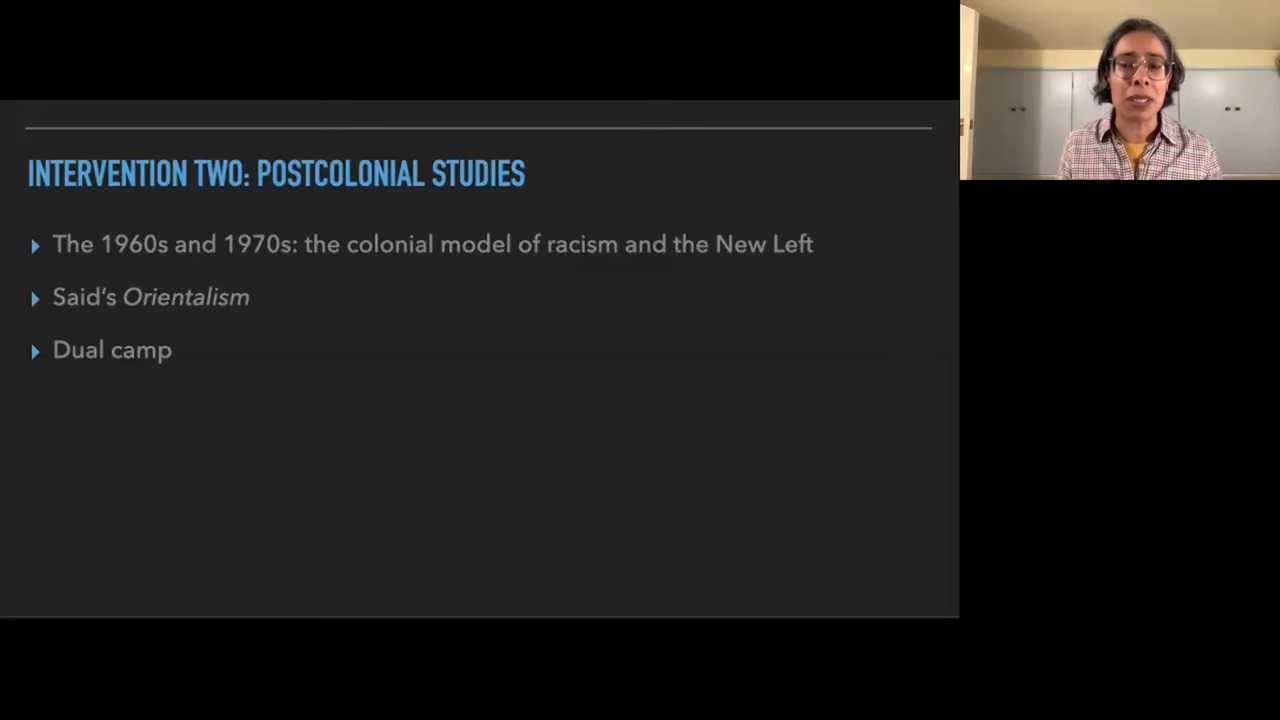 INTERVENTION TWO: POSTCOLONIAL STUDIES
The 1960s and 1970s: the colonial model of racism and the New Left
Said's Orientalism
Dual camp